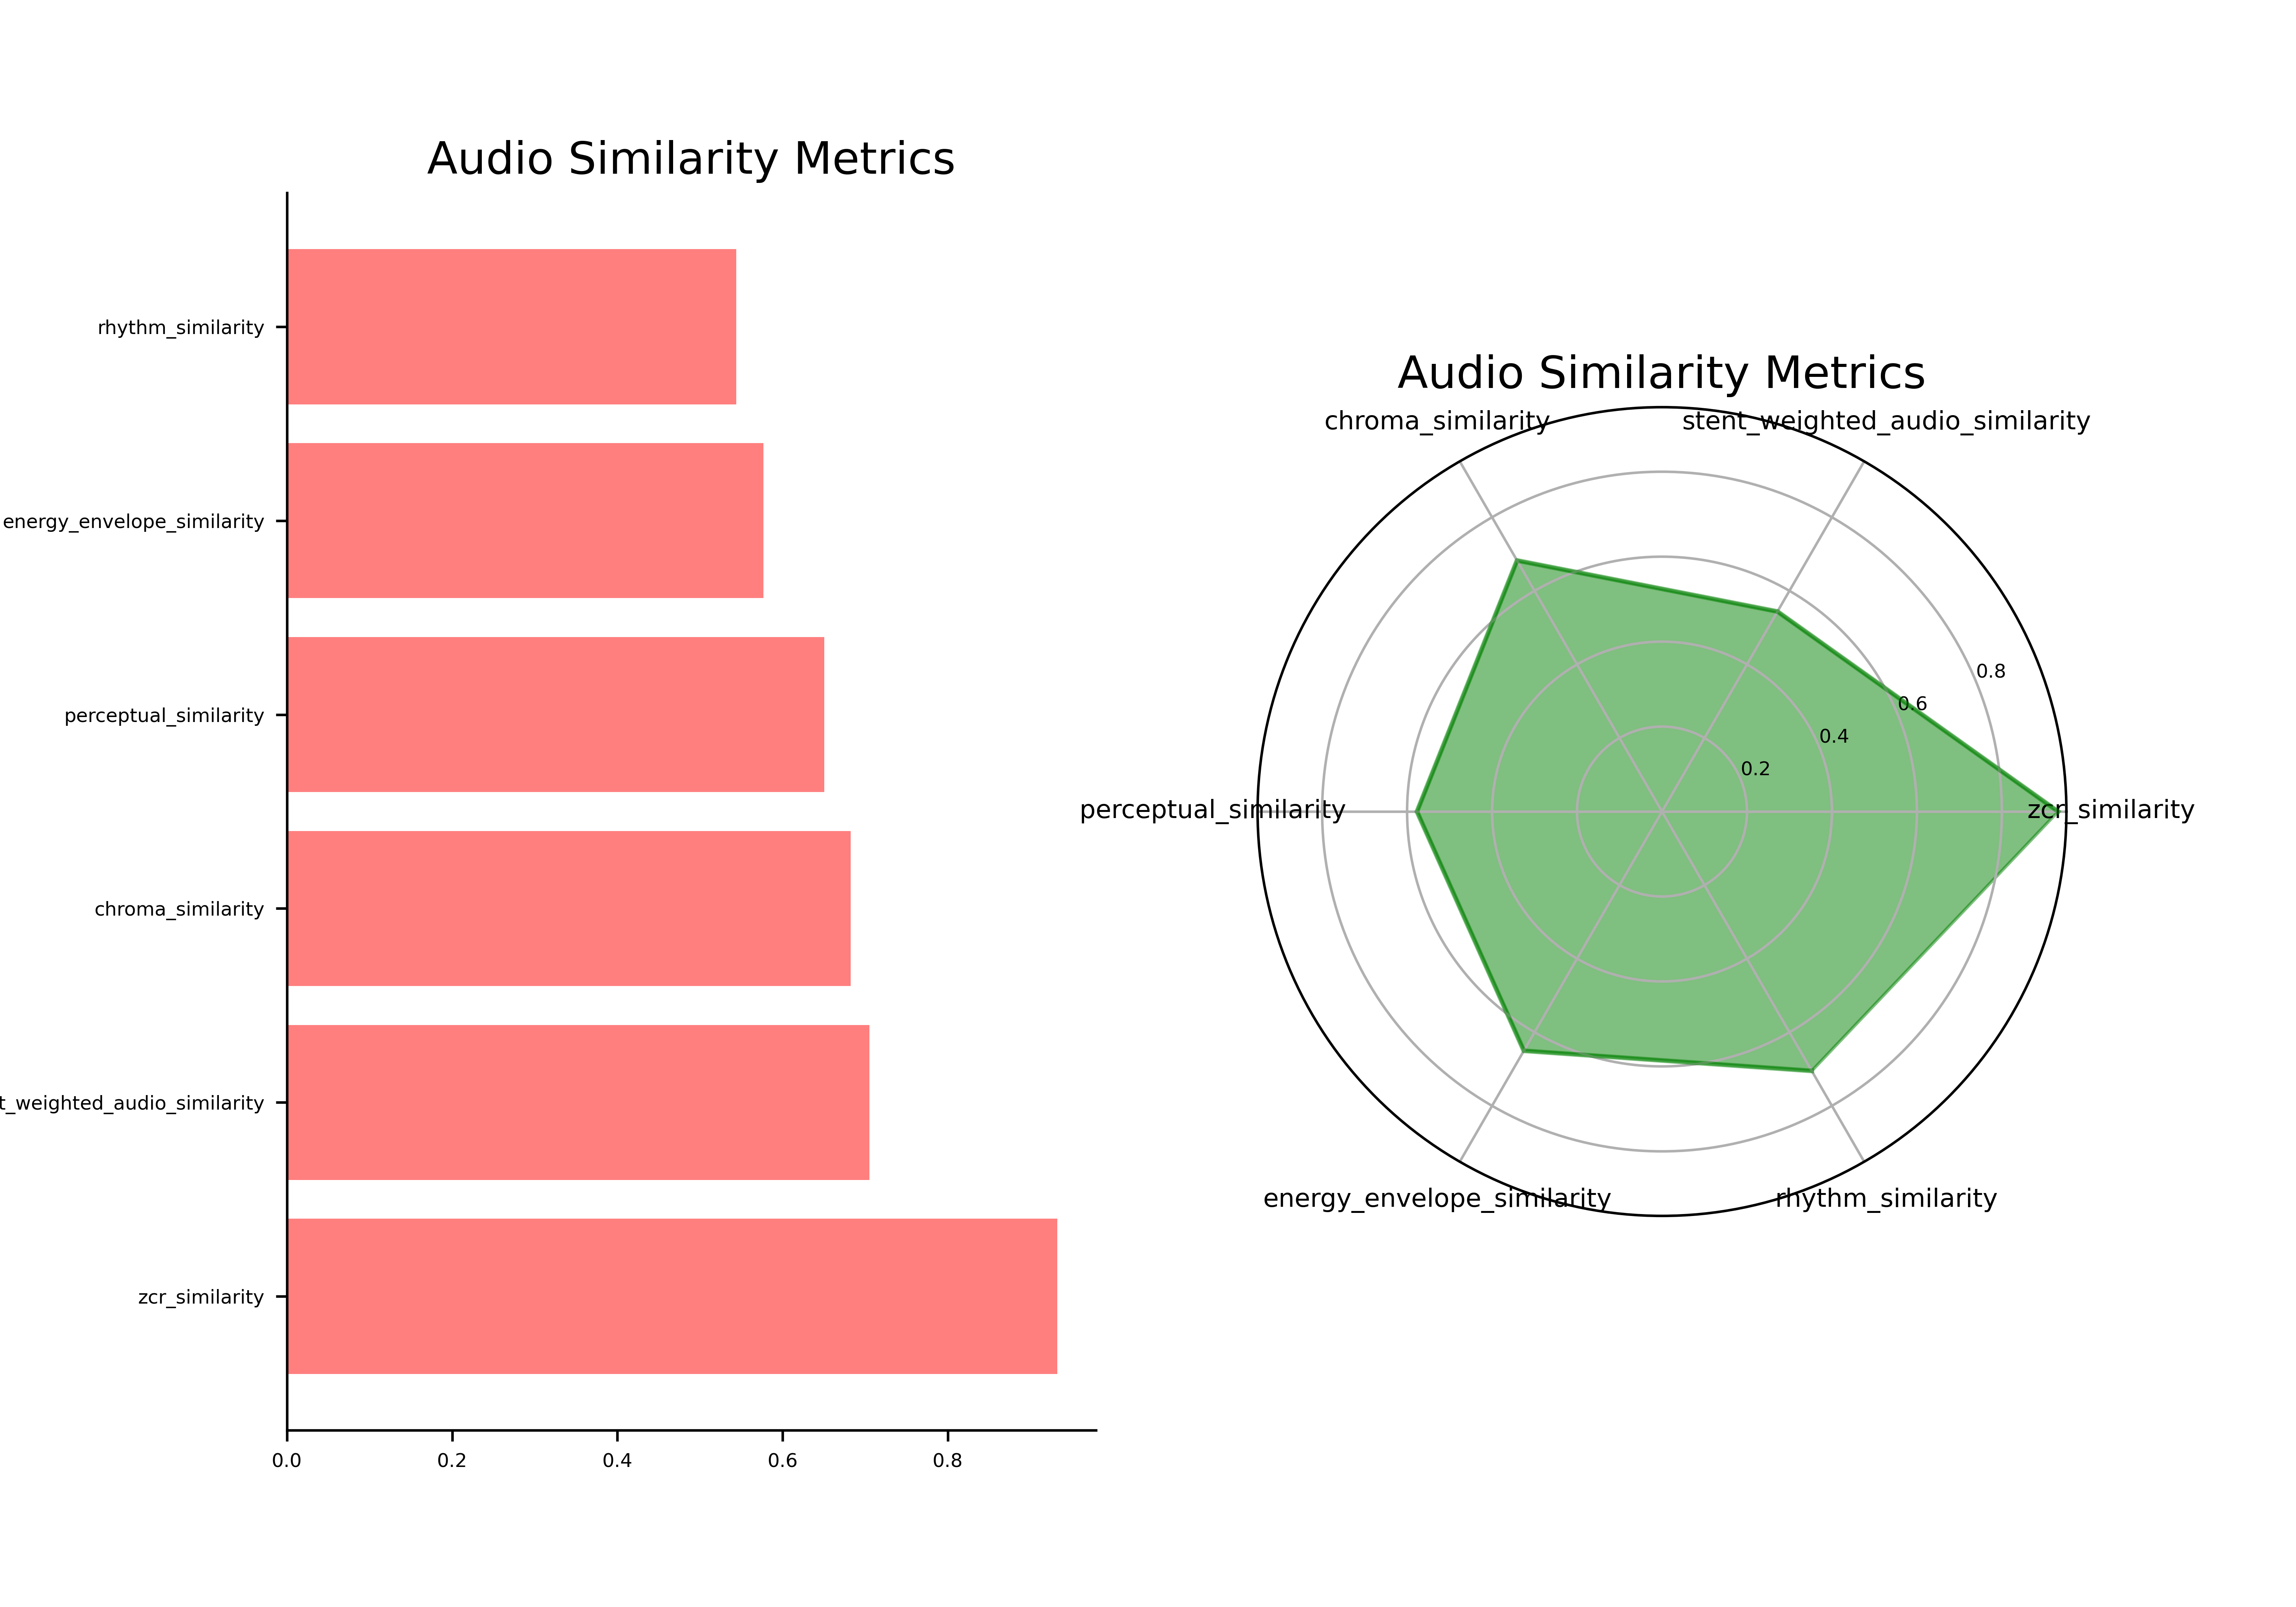 Audio Similarity Metrics
rhythm_similarity
energy_envelope_similarity
perceptual_similarity
chroma_similarity
t_weighted_audio_similarity
zcr_similarity
0.0 0.2 0.4 0.6 0.8
Audio Similarity Metrics
chroma_similarity stent_weighted_audio_similarity
0.8
0.6
0.4
0.2
perceptual_similarity zcr_similarity
energy_envelope_similarity rhythm_similarity